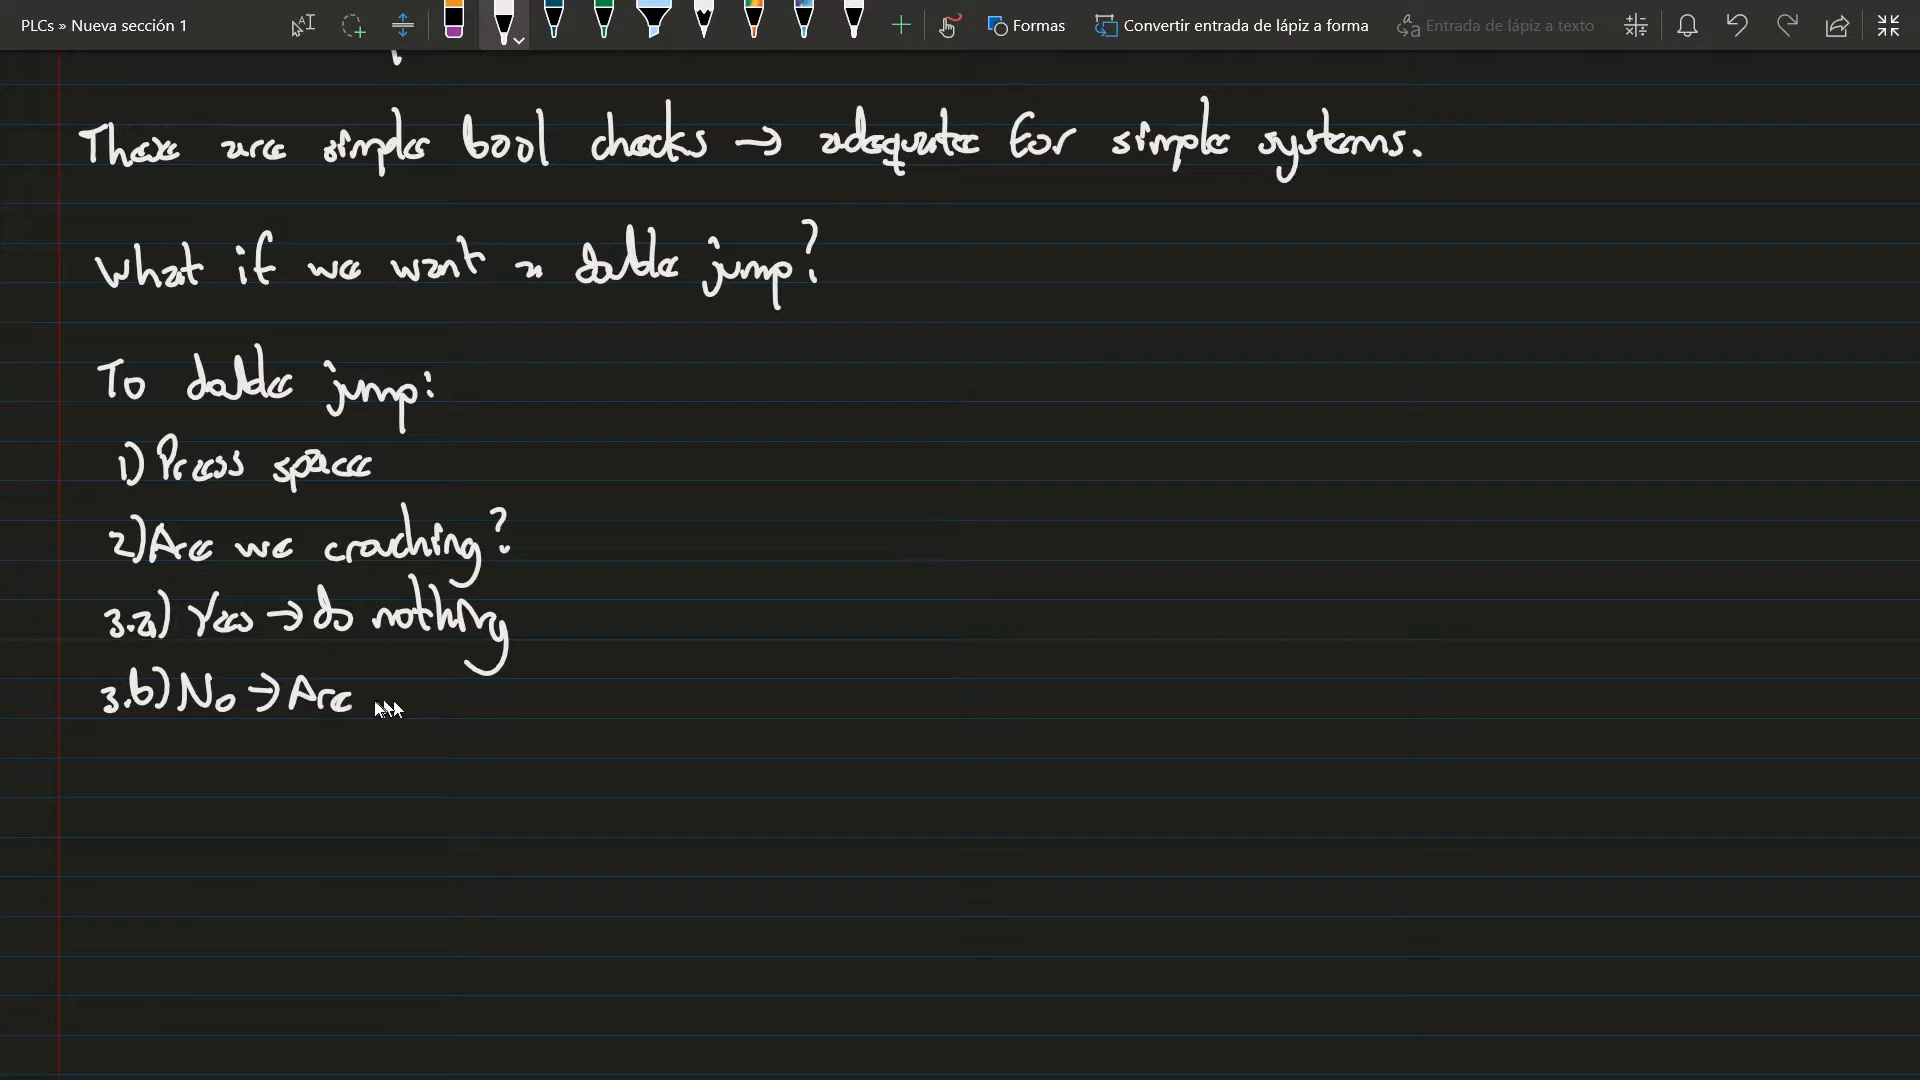 PLCs » Nueva sección 1
Formas
Convertir entrada de lápiz a forma
Entrada de lápiz a texto
These are simple bool checks → adequate for simple systems.
What if we want a double jump?
To double jump:
1) Press space
2) Are we crouching?
3.a) Yes → do nothing
3.b) No → Are